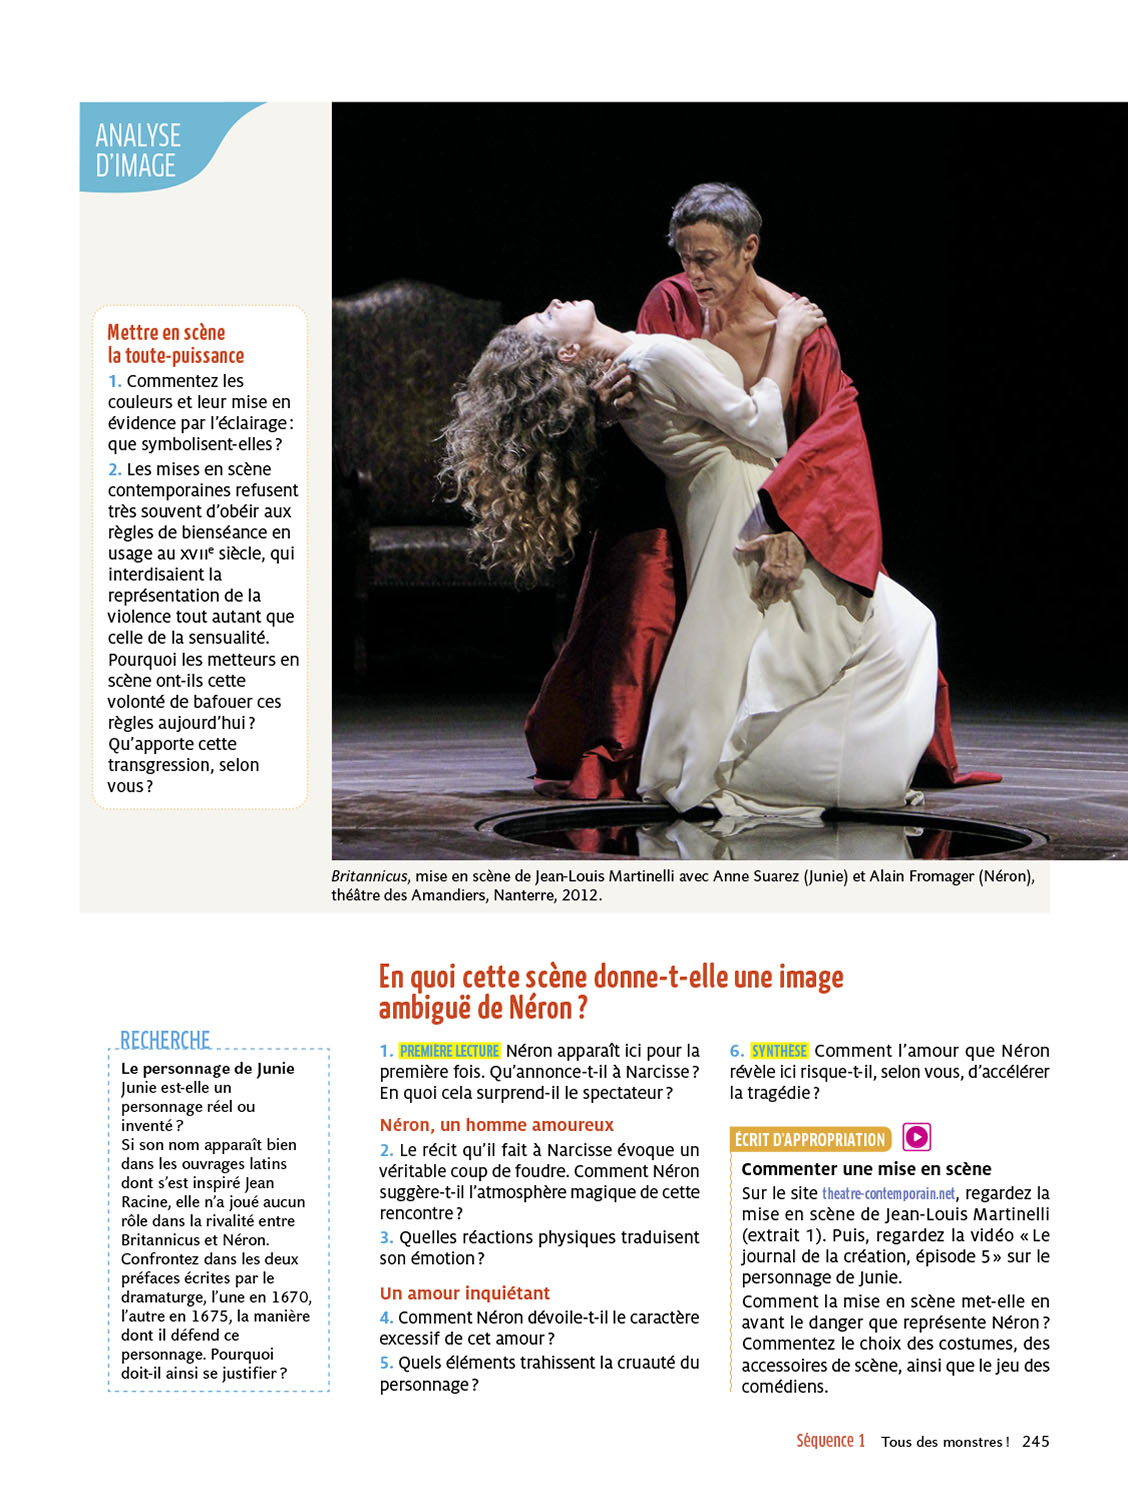 ANALYSE
D'IMAGE
Mettre en scène
la toute-puissance
1. Commentez les
couleurs et leur mise en
évidence par l'éclairage :
que symbolisent-elles ?
2. Les mises en scène
contemporaines refusent
très souvent d'obéir aux
règles de bienséance en
usage au XVIIe siècle, qui
interdisaient la
représentation de la
violence tout autant que
celle de la sensualité.
Pourquoi les metteurs en
scène ont-ils cette
volonté de bafouer ces
règles aujourd'hui ?
Qu'apporte cette
transgression, selon
vous ?
Britannicus, mise en scène de Jean-Louis Martinelli avec Anne Suarez (Junie) et Alain Fromager (Néron),
théâtre des Amandiers, Nanterre, 2012.
RECHERCHE
Le personnage de Junie
Junie est-elle un
personnage réel ou
inventé ?
Si son nom apparaît bien
dans les ouvrages latins
dont s'est inspiré Jean
Racine, elle n'a joué aucun
rôle dans la rivalité entre
Britannicus et Néron.
Confrontez dans les deux
préfaces écrites par le
dramaturge, l'une en 1670,
l'autre en 1675, la manière
dont il défend ce
personnage. Pourquoi
doit-il ainsi se justifier ?
En quoi cette scène donne-t-elle une image
ambiguë de Néron ?
1. PREMIÈRE LECTURE Néron apparaît ici pour la
première fois. Qu'annonce-t-il à Narcisse ?
En quoi cela surprend-il le spectateur ?
Néron, un homme amoureux
2. Le récit qu'il fait à Narcisse évoque un
véritable coup de foudre. Comment Néron
suggère-t-il l'atmosphère magique de cette
rencontre ?
3. Quelles réactions physiques traduisent
son émotion ?
Un amour inquiétant
4. Comment Néron dévoile-t-il le caractère
excessif de cet amour ?
5. Quels éléments trahissent la cruauté du
personnage ?
6. SYNTHÈSE Comment l'amour que Néron
révèle ici risque-t-il, selon vous, d'accélérer
la tragédie ?
ÉCRIT D'APPROPRIATION
Commenter une mise en scène
Sur le site theatre-contemporain.net, regardez la
mise en scène de Jean-Louis Martinelli
(extrait 1). Puis, regardez la vidéo « Le
journal de la création, épisode 5 » sur le
personnage de Junie.
Comment la mise en scène met-elle en
avant le danger que représente Néron ?
Commentez le choix des costumes, des
accessoires de scène, ainsi que le jeu des
comédiens.
Séquence 1 Tous des monstres ! 245